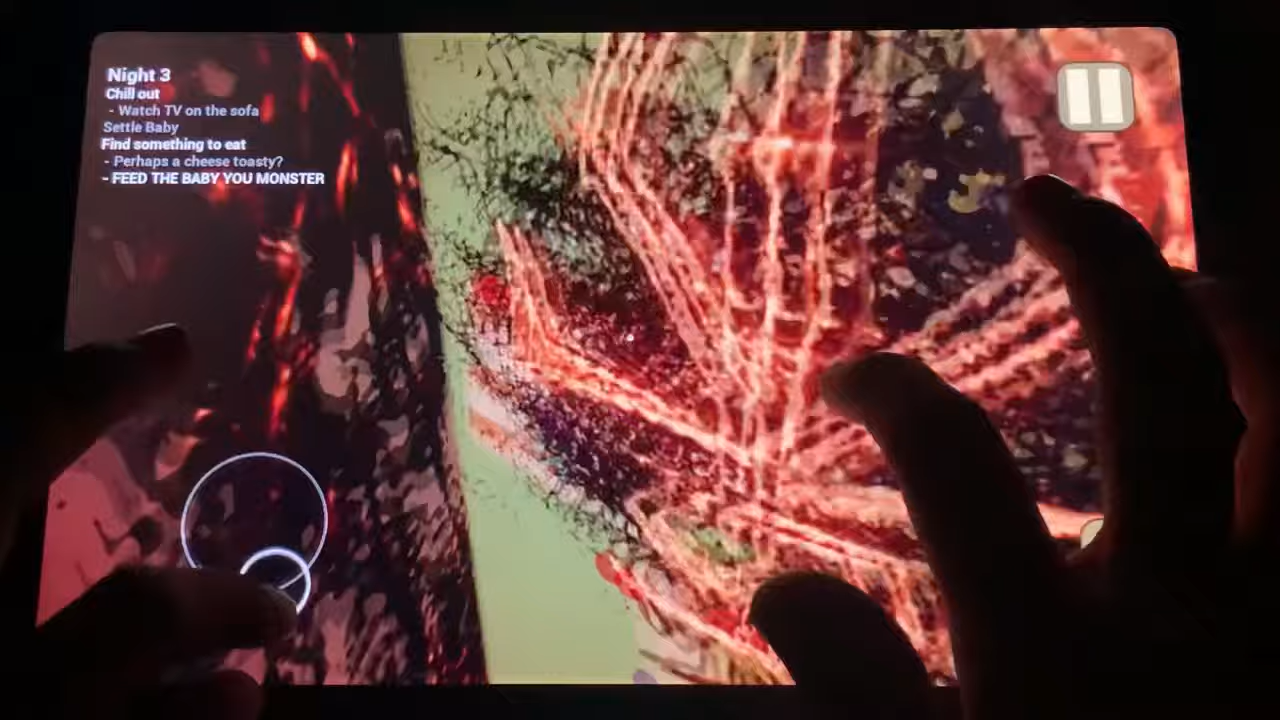 Night 3
Chill out
- Watch TV on the sofa
Settle Baby
Find something to eat
- Perhaps a cheese toasty?
- FEED THE BABY YOU MONSTER